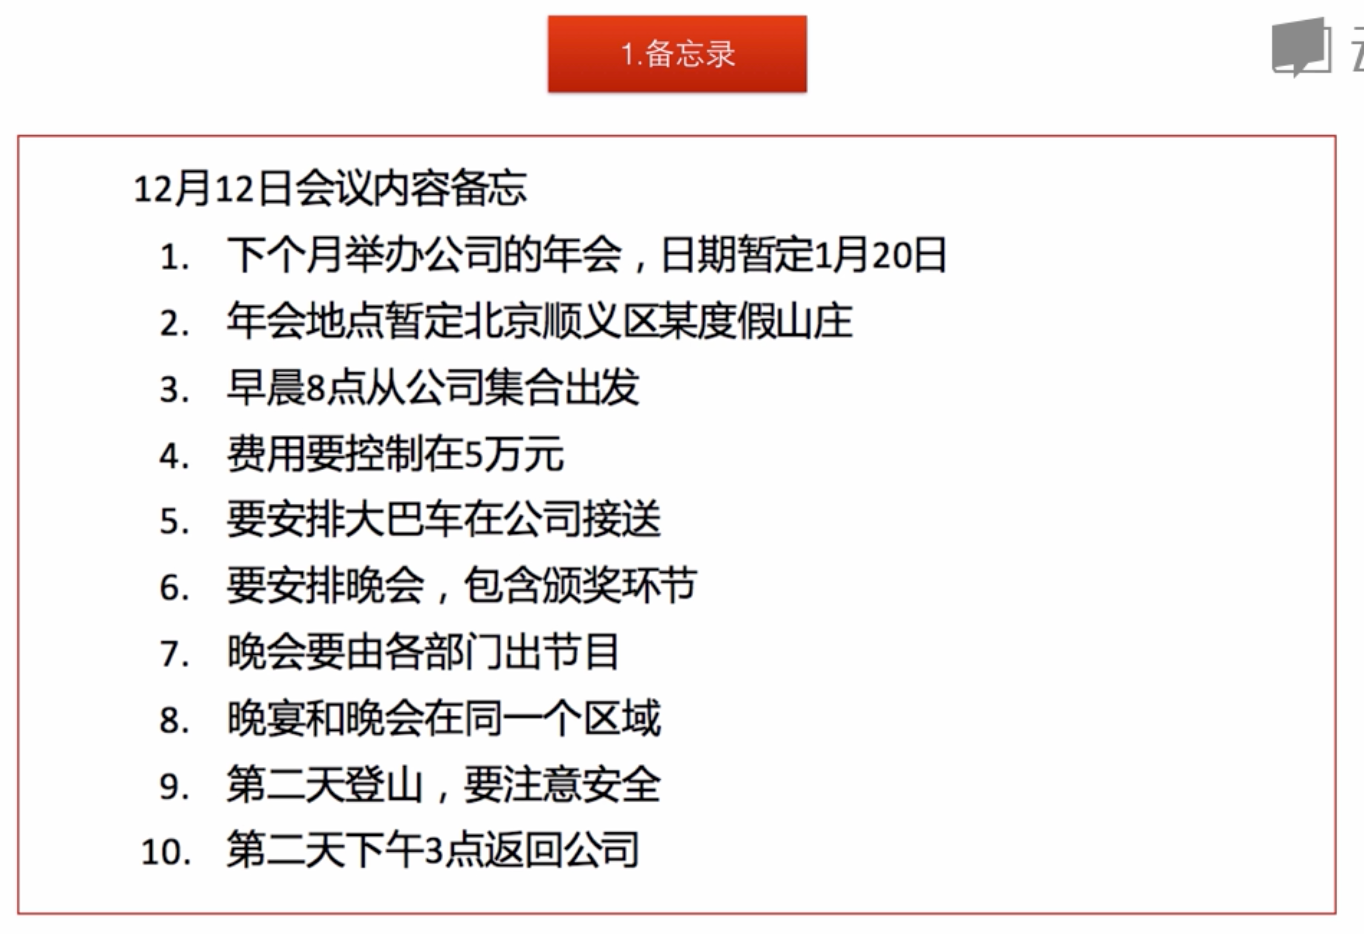 1.备忘录
12月12日会议内容备忘
1. 下个月举办公司的年会，日期暂定1月20日
2. 年会地点暂定北京顺义区某度假山庄
3. 早晨8点从公司集合出发
4. 费用要控制在5万元
5. 要安排大巴车在公司接送
6. 要安排晚会，包含颁奖环节
7. 晚会要由各部门出节目
8. 晚宴和晚会在同一个区域
9. 第二天登山，要注意安全
10. 第二天下午3点返回公司